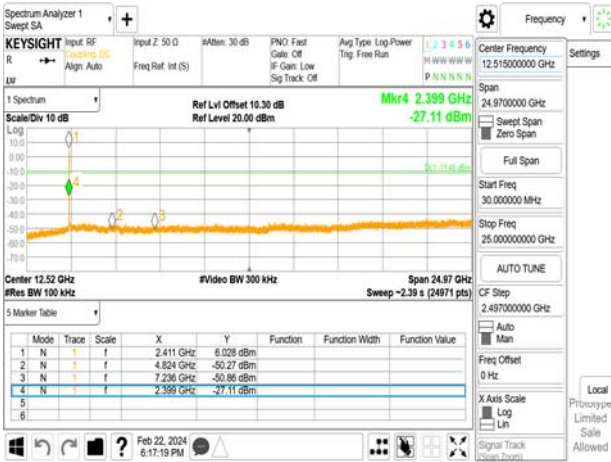 Spectrum Analyzer 1
Swept SA
+
Frequency
KEYSIGHT
Input: RF
Coupling: DC
Align: Auto
Input Z: 50 Ω
Freq Ref: Int (S)
#Atten: 30 dB
PNO: Fast
Gate: Off
IF Gain: Low
Sig Track: Off
Avg Type: Log-Power
Trig: Free Run
1 2 3 4 5 6
M W W W W W
P N N N N N
R
1 Spectrum
Scale/Div 10 dB
Ref Lvl Offset 10.30 dB
Ref Level 20.00 dBm
Mkr4 2.399 GHz
-27.11 dBm
Log
10.0
0.00
-10.0
-20.0
-30.0
-40.0
-50.0
-60.0
-70.0
1
4
2
3
Center 12.52 GHz
#Res BW 100 kHz
#Video BW 300 kHz
Span 24.97 GHz
Sweep ~2.39 s (24971 pts)
5 Marker Table
Mode Trace Scale X Y Function Function Width Function Value
1 N 1 f 2.411 GHz 6.028 dBm
2 N 1 f 4.824 GHz -50.27 dBm
3 N 1 f 7.236 GHz -50.86 dBm
4 N 1 f 2.399 GHz -27.11 dBm
5
6
Feb 22, 2024
6:17:19 PM
?
Center Frequency
12.515000000 GHz
Settings
Span
24.9700000 GHz
Swept Span
Zero Span
Full Span
Start Freq
30.000000 MHz
Stop Freq
25.000000000 GHz
AUTO TUNE
CF Step
2.497000000 GHz
Auto
Man
Freq Offset
0 Hz
X Axis Scale
Log
Lin
Signal Track
(Span Zoom)
Local
Prototype
Limited
Sale
Allowed